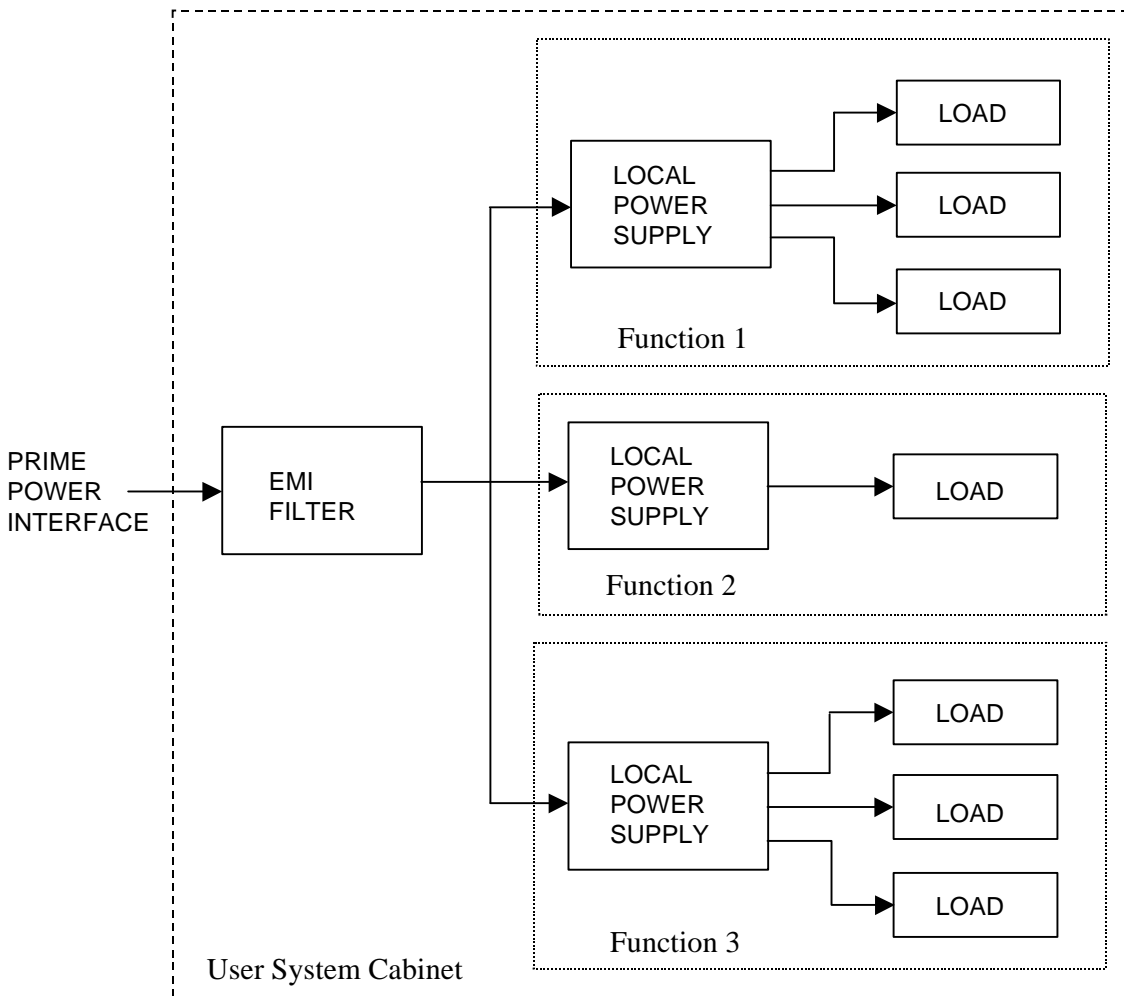 PRIME
POWER
INTERFACE
EMI
FILTER
LOCAL
POWER
SUPPLY
LOAD
LOAD
LOAD
Function 1
LOCAL
POWER
SUPPLY
LOAD
Function 2
LOCAL
POWER
SUPPLY
LOAD
LOAD
LOAD
Function 3
User System Cabinet